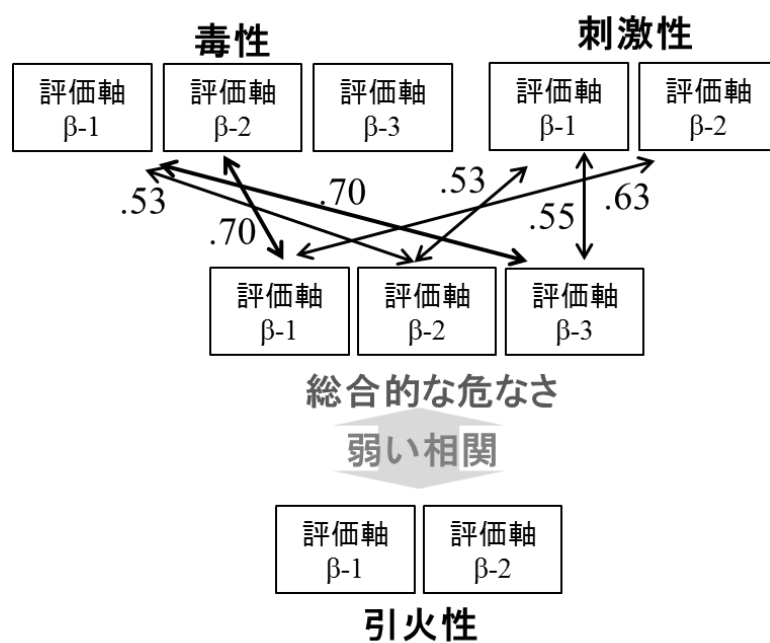 毒性
刺激性
評価軸
β-1
評価軸
β-2
評価軸
β-3
評価軸
β-1
評価軸
β-2
.53
.70
.70
.53
.55
.63
評価軸
β-1
評価軸
β-2
評価軸
β-3
総合的な危なさ
弱い相関
評価軸
β-1
評価軸
β-2
引火性